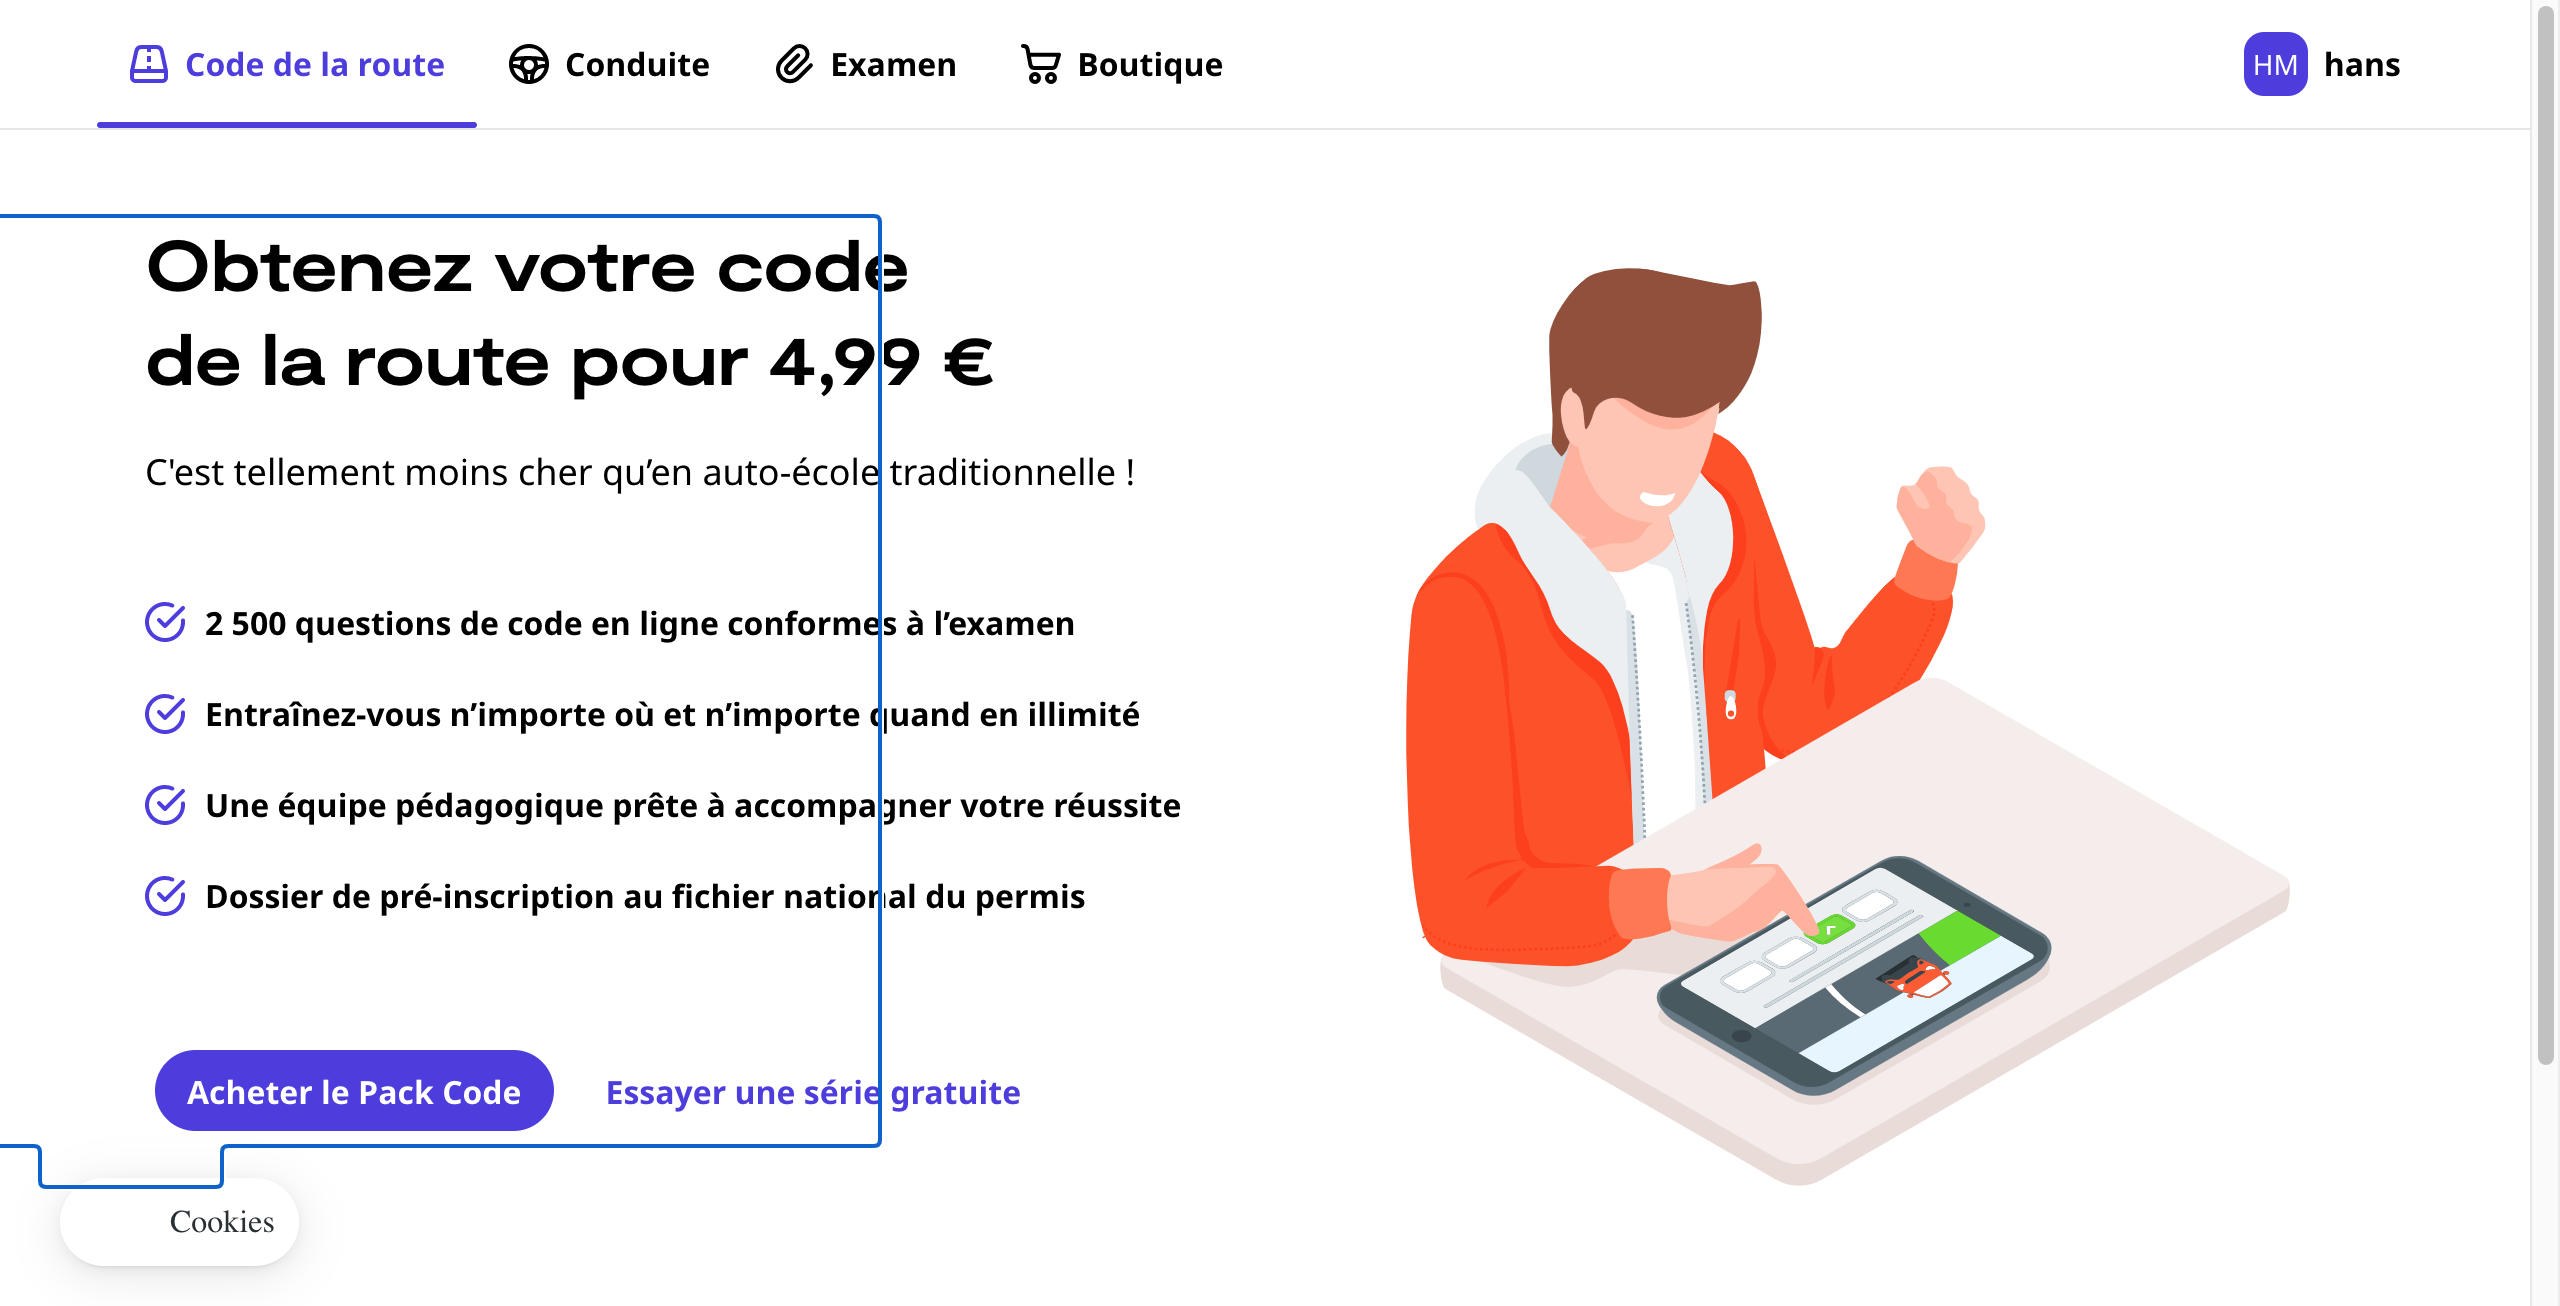 Code de la route
Conduite
Examen
Boutique
HM
hans
Obtenez votre code
de la route pour 4,99 €
C'est tellement moins cher qu’en auto-école traditionnelle !
2 500 questions de code en ligne conformes à l’examen
Entraînez-vous n’importe où et n’importe quand en illimité
Une équipe pédagogique prête à accompagner votre réussite
Dossier de pré-inscription au fichier national du permis
Acheter le Pack Code
Essayer une série gratuite
Cookies